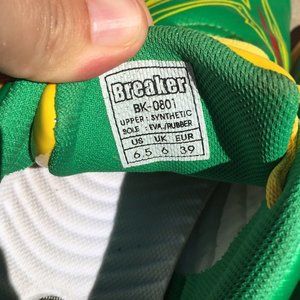 Breaker
BK-0801
UPPER: SYNTHETIC
SOLE : EVA./RUBBER
US UK EUR
6.5 6 39